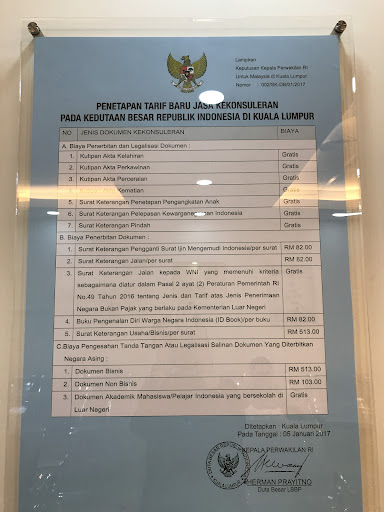 Lampiran
Keputusan Kepala Perwakilan RI
Untuk Malaysia di Kuala Lumpur
Nomor
PENETAPAN TARIF BARU JASA KEKONSULERAN
PADA KEDUTAAN BESAR REPUBLIK INDONESIA DI KUALA LUMPUR
NO JENIS DOKUMEN KEKONSULERAN BIAYA
A. Biaya Penerbitan dan Legalisasi Dokumen :
1. Kutipan Akta Kelahiran Gratis
2. Kutipan Akta Perkawinan Gratis
3. Kutipan Akta Perceraian Gratis
Kematian Gratis
5. Surat Keterangan Penetapan Pengangkatan Anak Gratis
6. Surat Keterangan Pelepasan Indonesia Gratis
7. Surat Keterangan Pindah Gratis
B. Biaya Penerbitan Dokumen :
1. Surat Keterangan Pengganti Surat Ijin Mengemudi Indonesia/per surat RM 82.00
2. Surat Keterangan Jalan/per surat RM 82.00
3. Surat Keterangan Jalan kepada WNI yang memenuhi kriteria Gratis
sebagaimana diatur dalam Pasal 2 ayat (2) Peraturan Pemerintah RI
No.49 Tahun 2016 tentang Jenis dan Tarif atas Jenis Penerimaan
Negara Bukan Pajak yang berlaku pada Kementerian Luar Negeri
4. Buku Pengenalan Diri Warga Negara Indonesia (ID Book)/per buku RM 82.00
5. Surat Keterangan Usaha/Bisnis/per surat RM 513.00
C.Biaya Pengesahan Tanda Tangan Atau Legalisasi Salinan Dokumen Yang Diterbitkan
Negara Asing :
1. Dokumen Bisnis RM 513.00
2. Dokumen Non Bisnis RM 103.00
3. Dokumen Akademik Mahasiswa/Pelajar Indonesia yang bersekolah di Gratis
Luar Negeri
Ditetapkan : Kuala Lumpur
Pada Tanggal : 05 Januari 2017
KEPALA PERWAKILAN RI
HERMAN PRAYITNO
Duta Besar LBBP